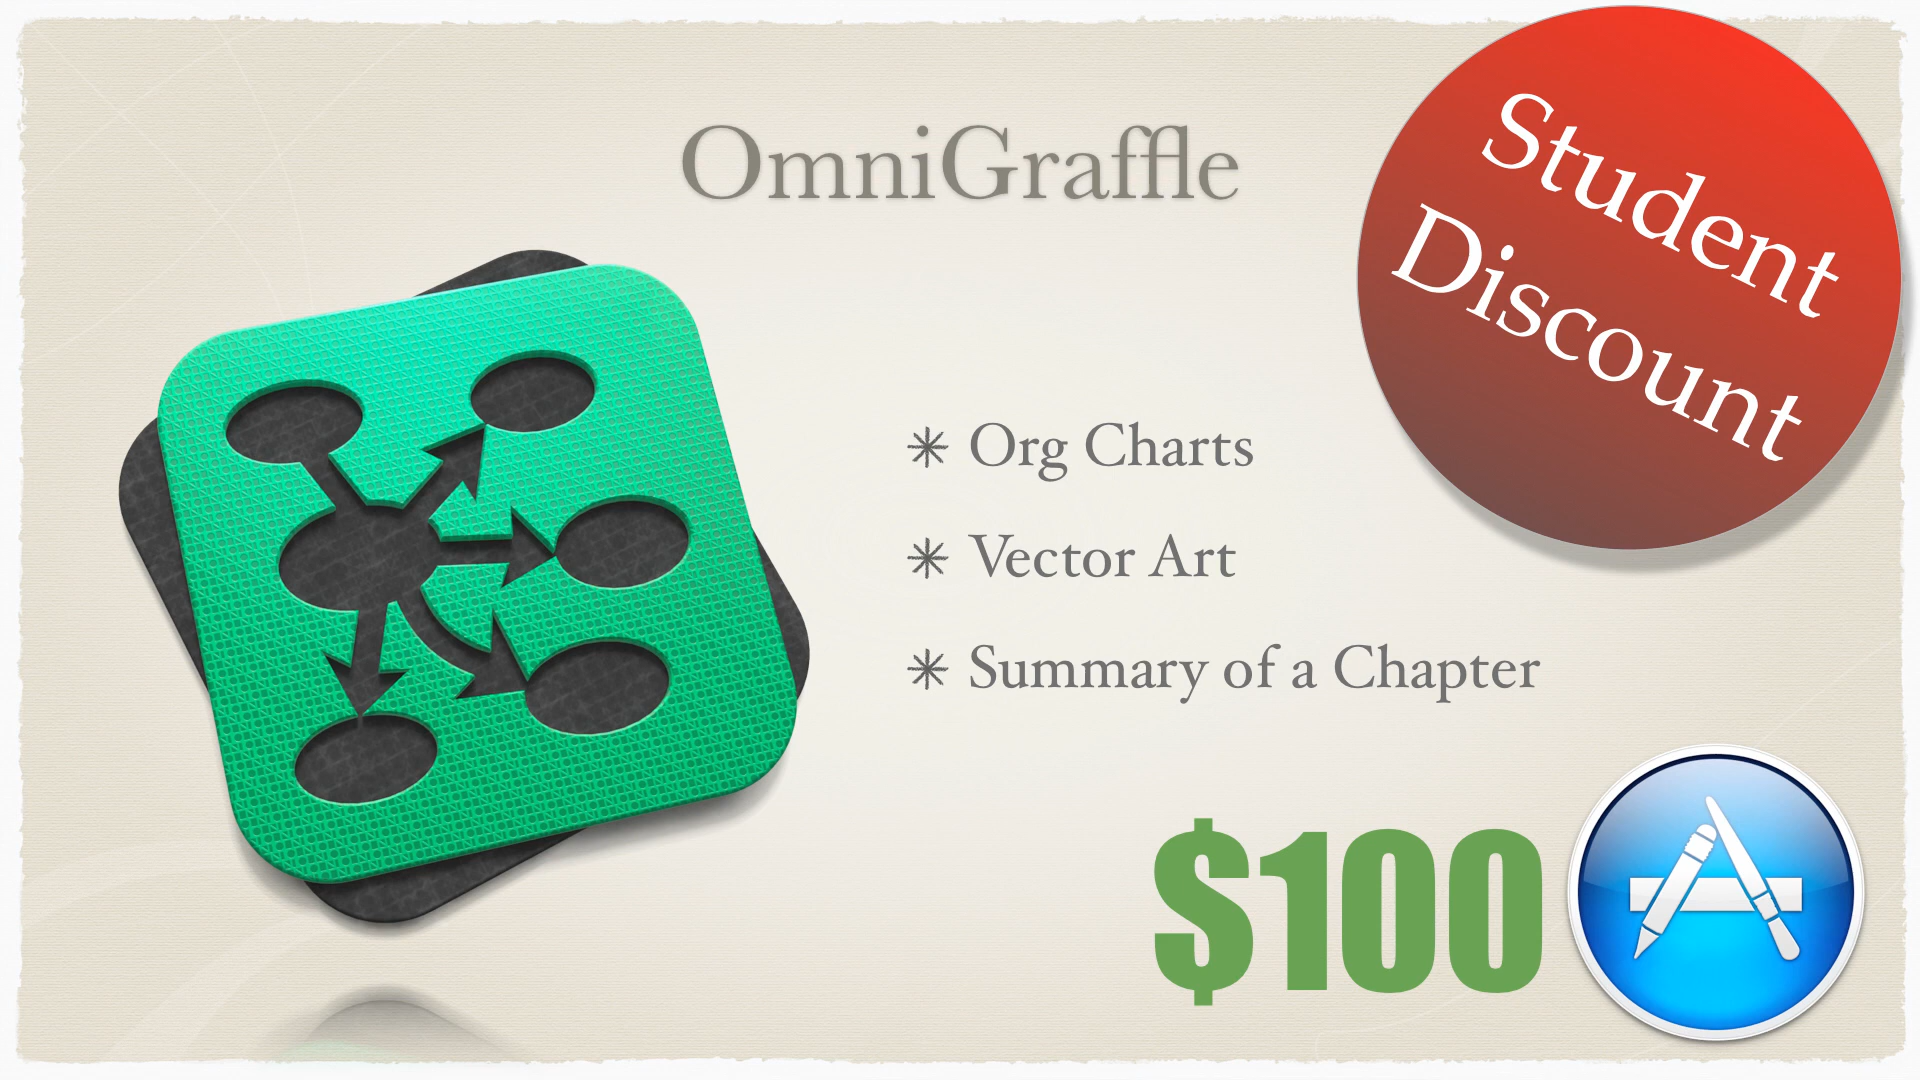 OmniGraffle
Student
Discount
Org Charts
Vector Art
Summary of a Chapter
$100